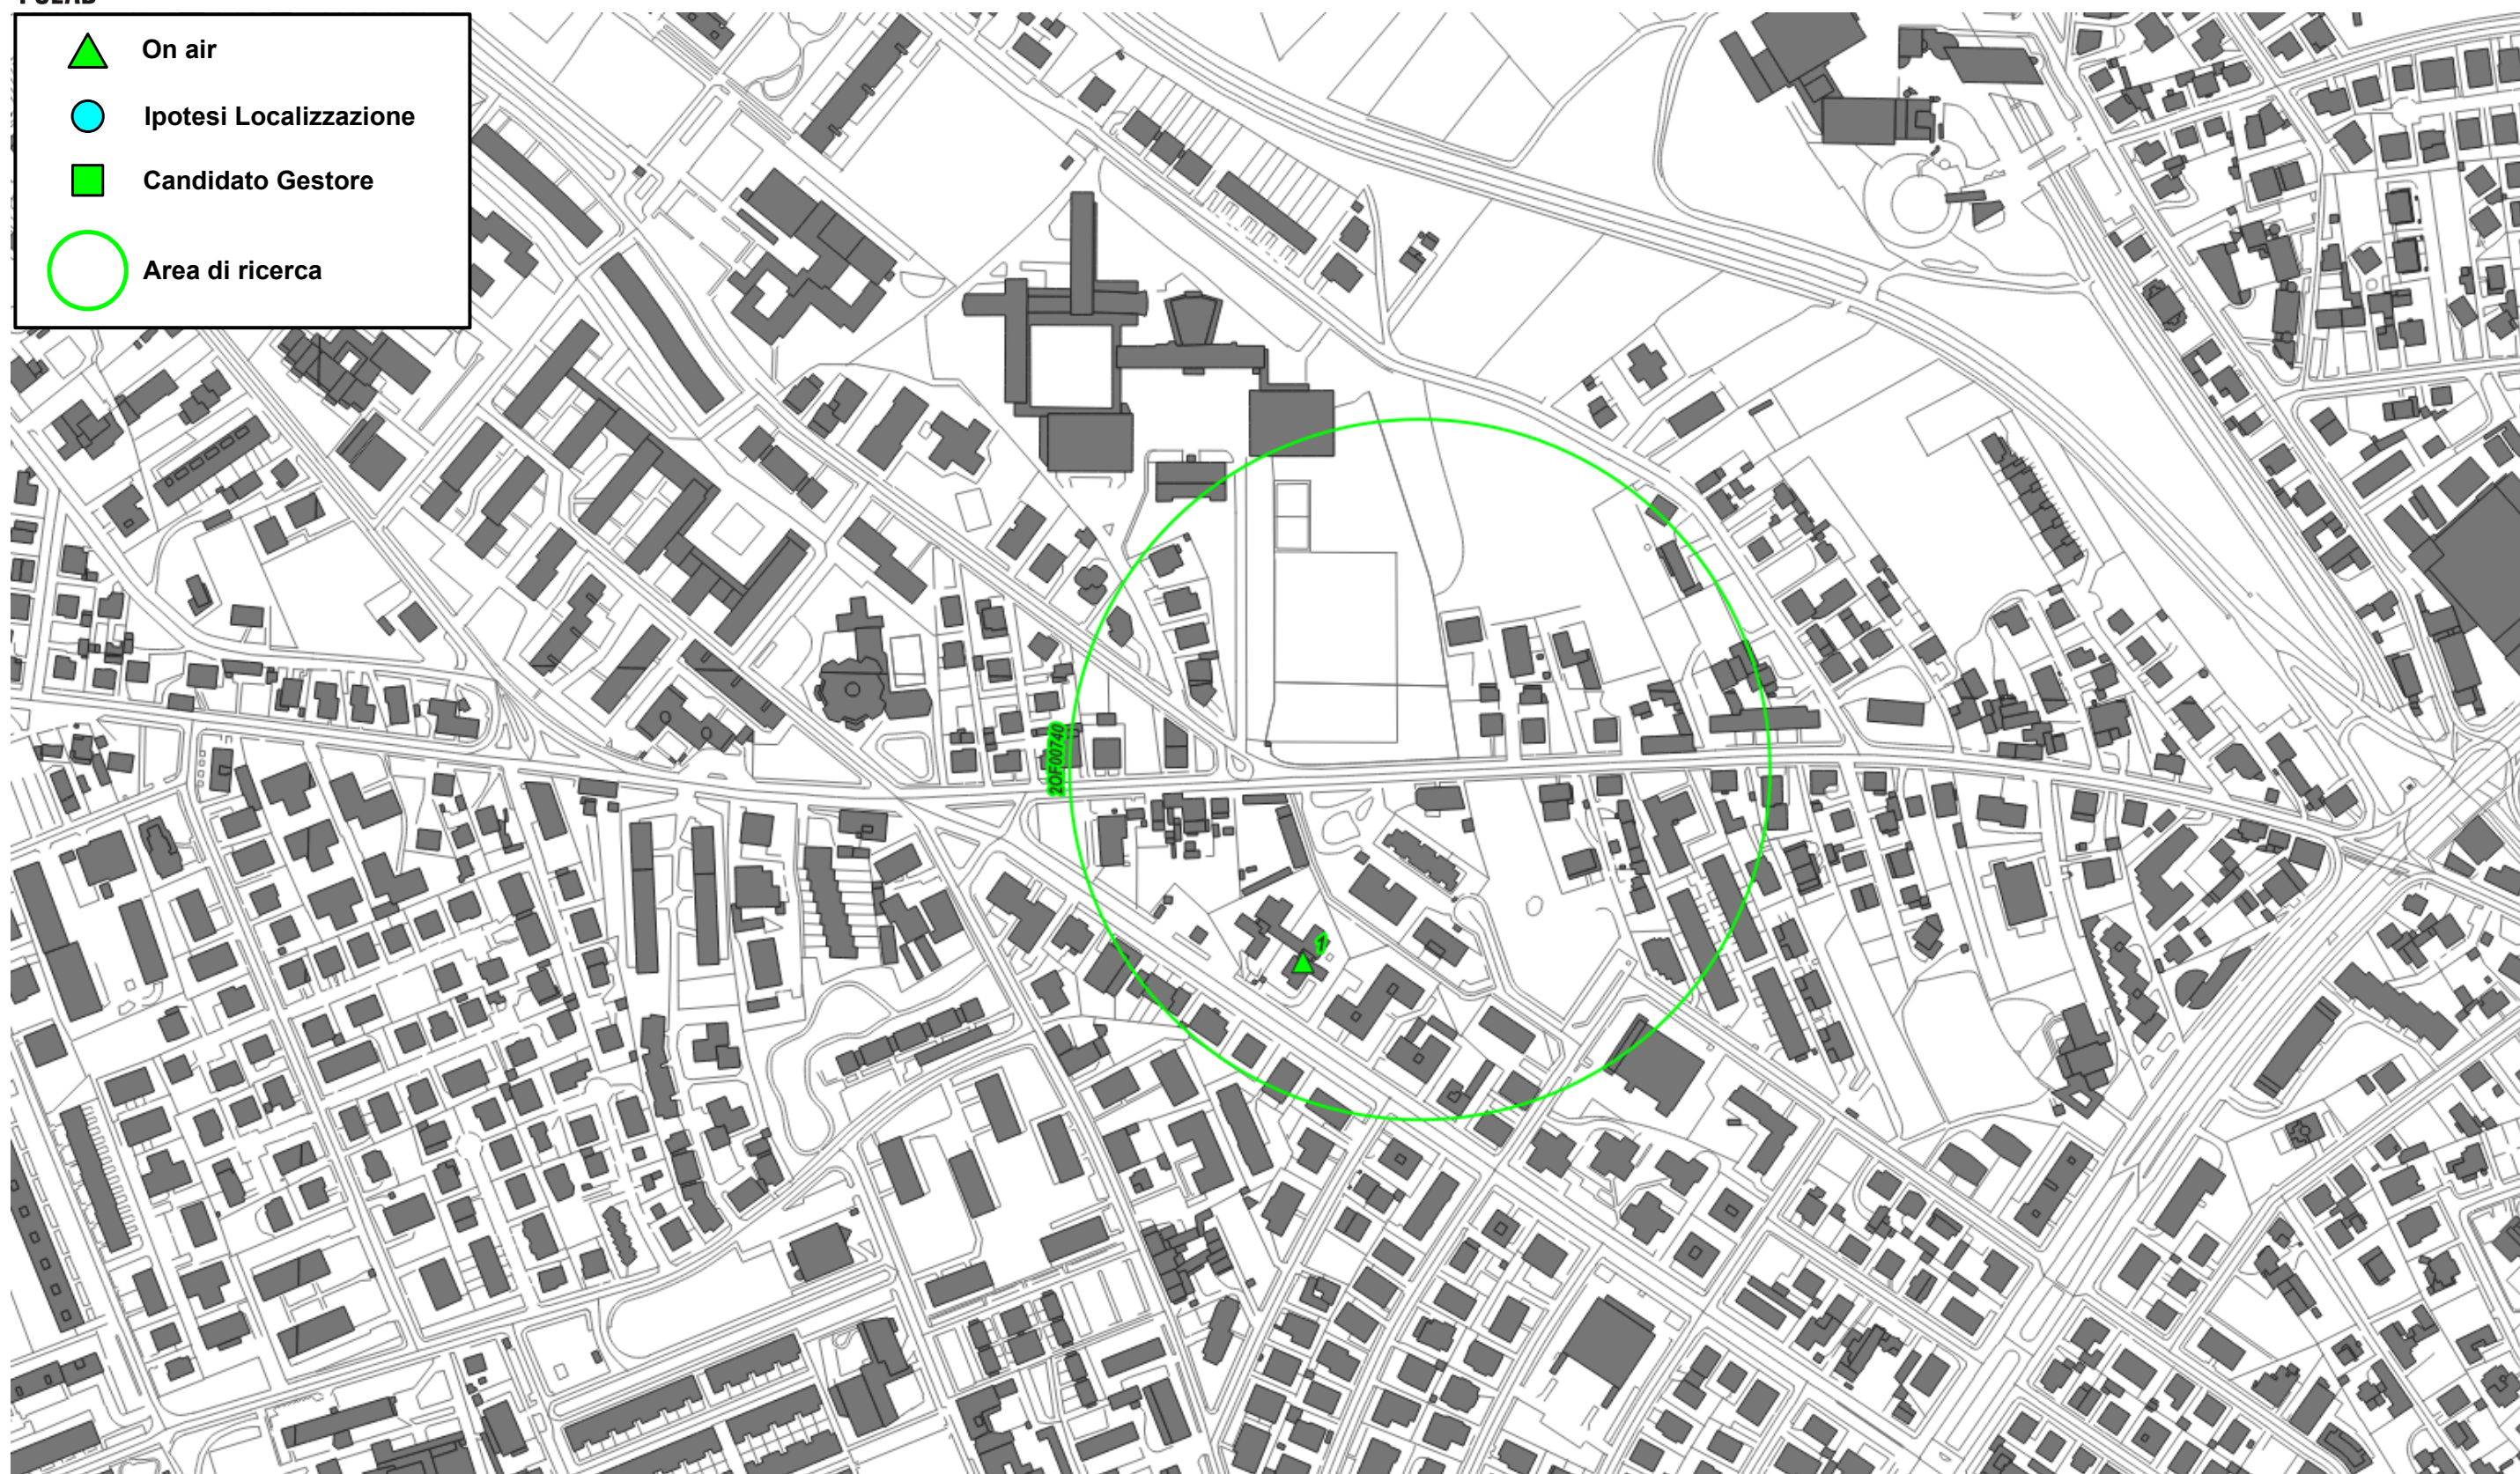 On air
Ipotesi Localizzazione
Candidato Gestore
Area di ricerca
2OF00740
1